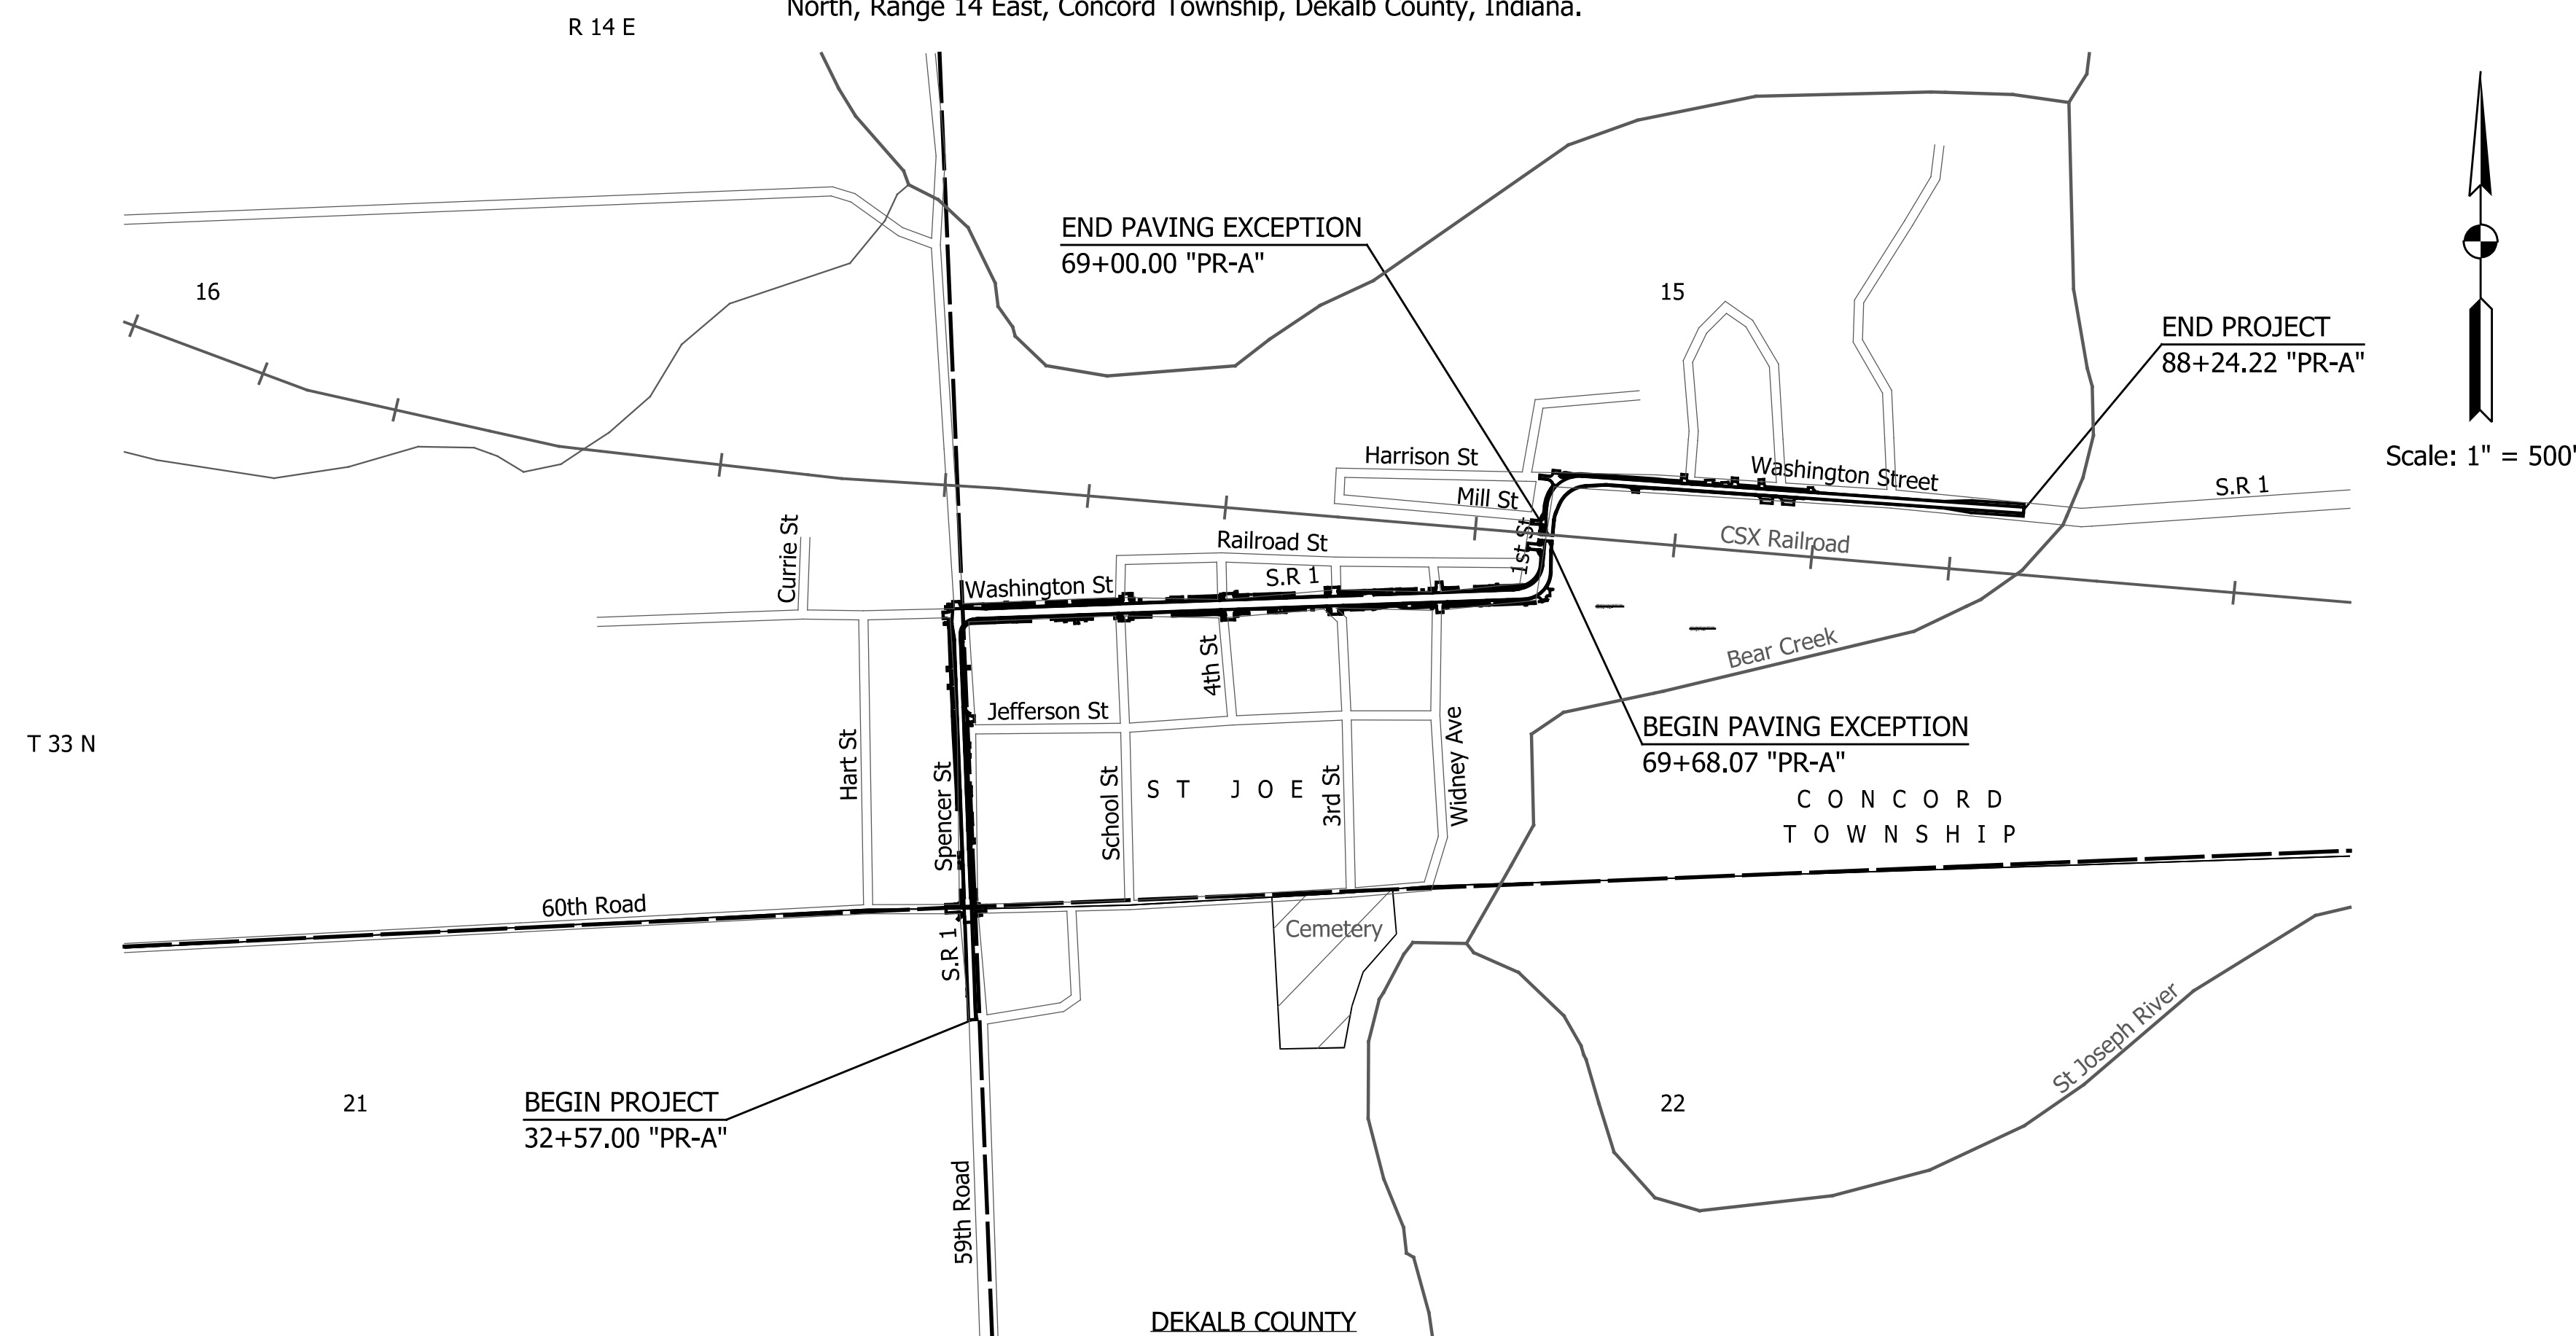 North, Range 14 East, Concord Township, Dekalb County, Indiana.
R 14 E
END PAVING EXCEPTION
69+00.00 "PR-A"
16
15
END PROJECT
88+24.22 "PR-A"
Scale: 1" = 500'
Harrison St
Washington Street
S.R 1
Mill St
CSX Railroad
1st St
Railroad St
Currie St
Washington St
S.R 1
4th St
Bear Creek
Jefferson St
BEGIN PAVING EXCEPTION
69+68.07 "PR-A"
T 33 N
Hart St
Spencer St
School St
ST JOE
3rd St
Widney Ave
CONCORD
TOWNSHIP
60th Road
S.R 1
Cemetery
St Joseph River
21
BEGIN PROJECT
32+57.00 "PR-A"
22
59th Road
DEKALB COUNTY